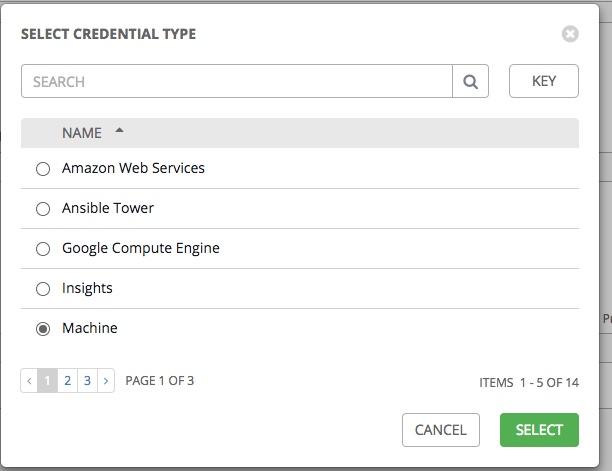 SELECT CREDENTIAL TYPE
SEARCH
KEY
NAME
Amazon Web Services
Ansible Tower
Google Compute Engine
Insights
Machine
‹ 1 2 3 › PAGE 1 OF 3
ITEMS 1 - 5 OF 14
CANCEL
SELECT